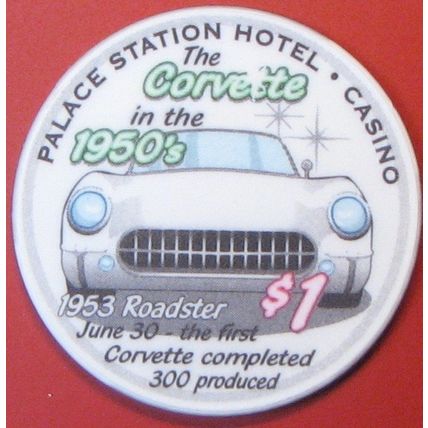 PALACE STATION HOTEL • CASINO
The
Corvette
in the
1950's
$1
1953 Roadster
June 30 - the first
Corvette completed
300 produced